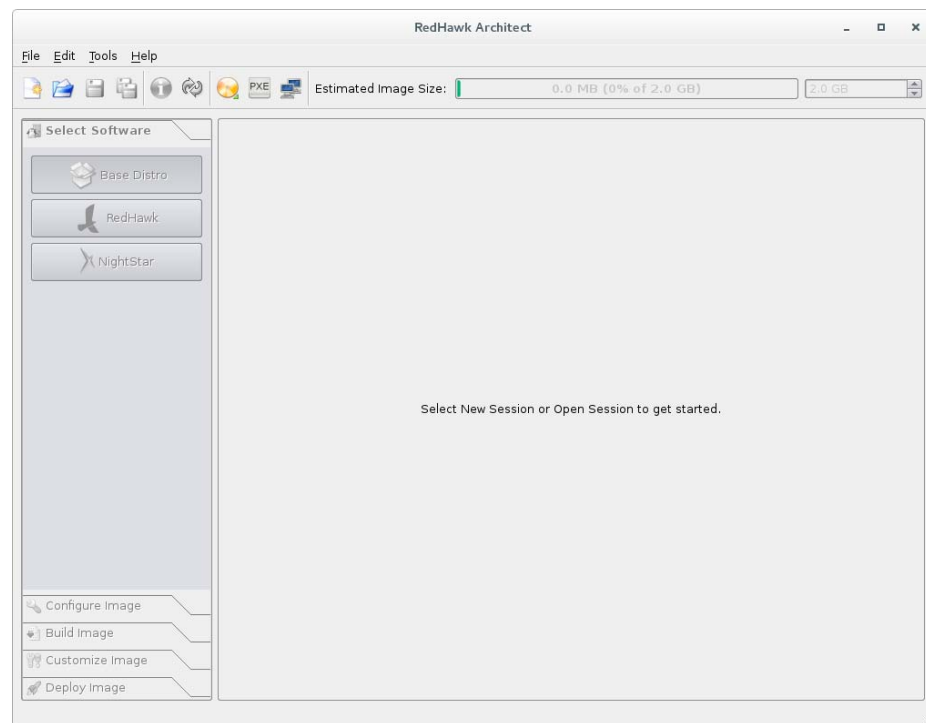 RedHawk Architect
File Edit Tools Help
PXE Estimated Image Size: 0.0 MB (0% of 2.0 GB) 2.0 GB
Select Software
Base Distro
RedHawk
NightStar
Select New Session or Open Session to get started.
Configure Image
Build Image
Customize Image
Deploy Image